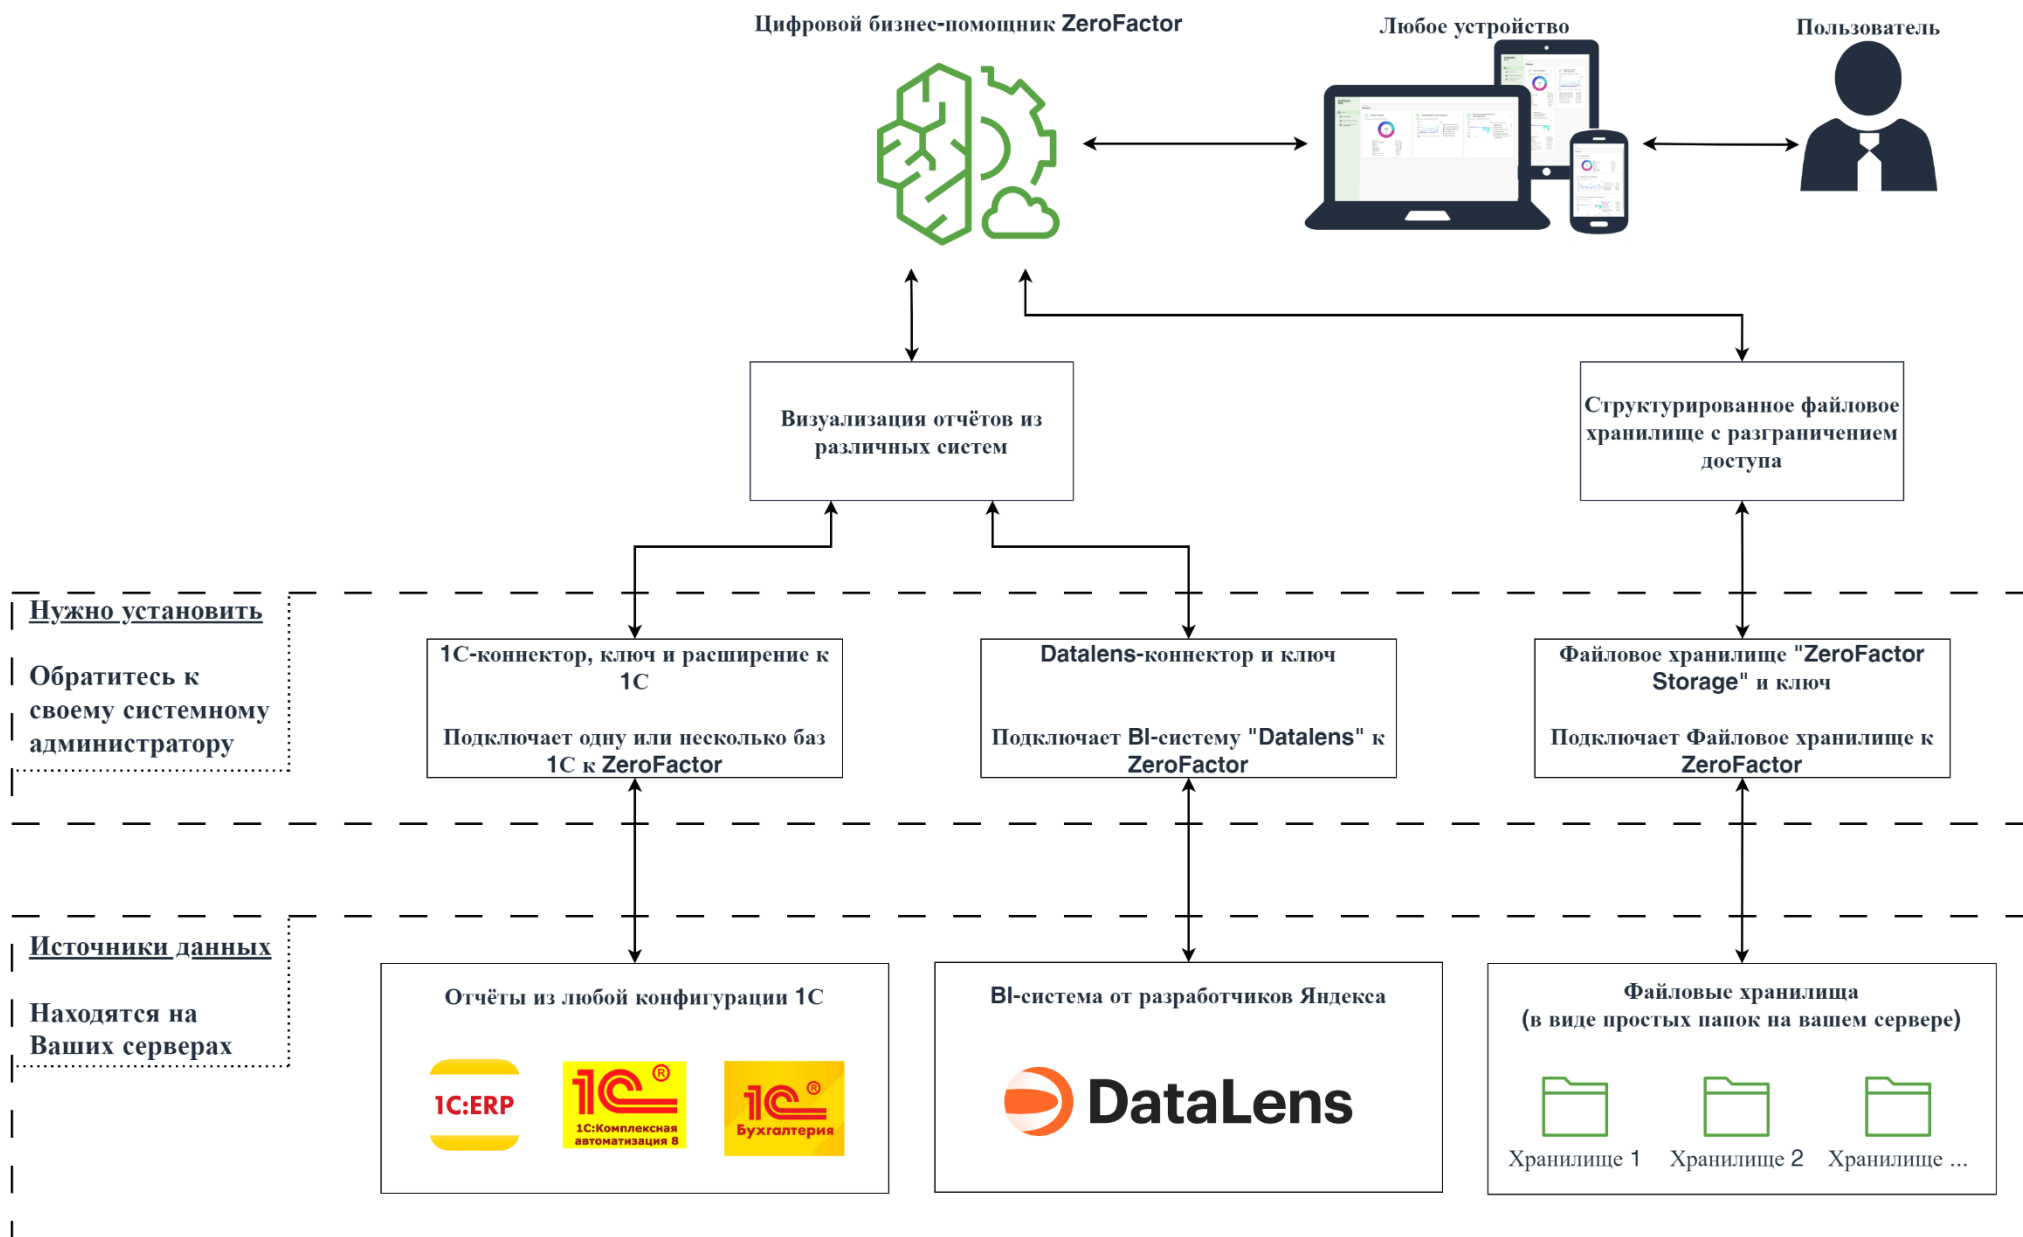 Цифровой бизнес-помощник ZeroFactor
Любое устройство
Пользователь
Визуализация отчётов из
различных систем
Структурированное файловое
хранилище с разграничением
доступа
Нужно установить
Обратитесь к
своему системному
администратору
1С-коннектор, ключ и расширение к
1С
Подключает одну или несколько баз
1С к ZeroFactor
Datalens-коннектор и ключ
Подключает BI-систему "Datalens" к
ZeroFactor
Файловое хранилище "ZeroFactor
Storage" и ключ
Подключает Файловое хранилище к
ZeroFactor
Источники данных
Находятся на
Ваших серверах
Отчёты из любой конфигурации 1С
1С:ERP
1С ®
1С:Комплексная
автоматизация 8
1С ®
Бухгалтерия
BI-система от разработчиков Яндекса
DataLens
Файловые хранилища
(в виде простых папок на вашем сервере)
Хранилище 1
Хранилище 2
Хранилище ...